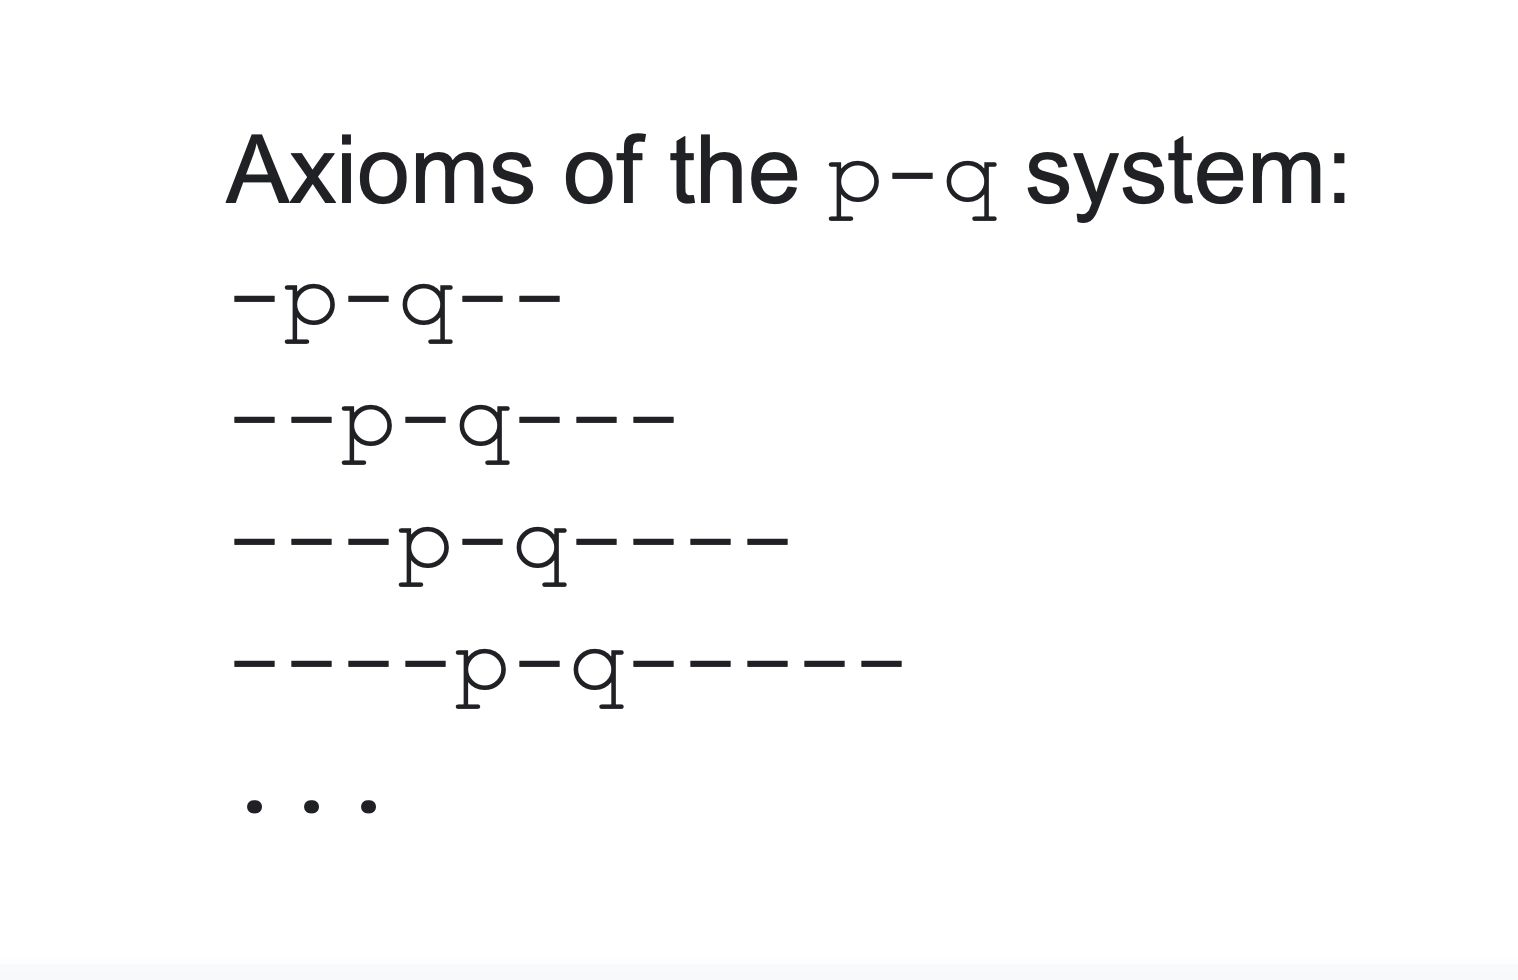 Axioms of the p-q system:
-p-q--
--p-q---
---p-q----
----p-q-----
...